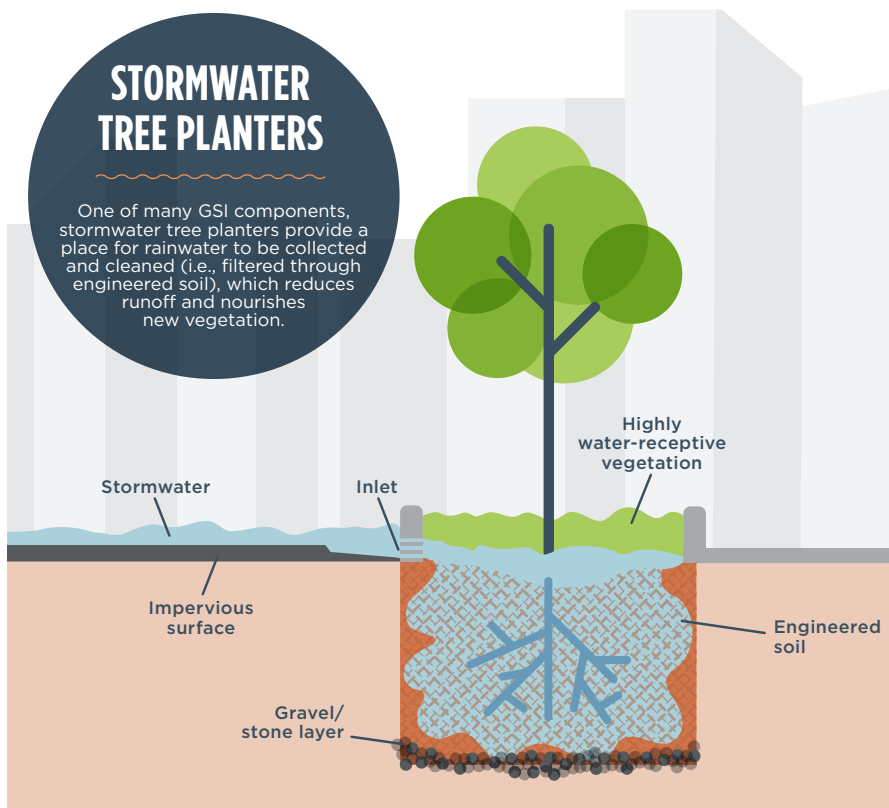 STORMWATER
TREE PLANTERS
One of many GSI components,
stormwater tree planters provide a
place for rainwater to be collected
and cleaned (i.e., filtered through
engineered soil), which reduces
runoff and nourishes
new vegetation.
Highly
water-receptive
vegetation
Stormwater
Inlet
Impervious
surface
Engineered
soil
Gravel/
stone layer